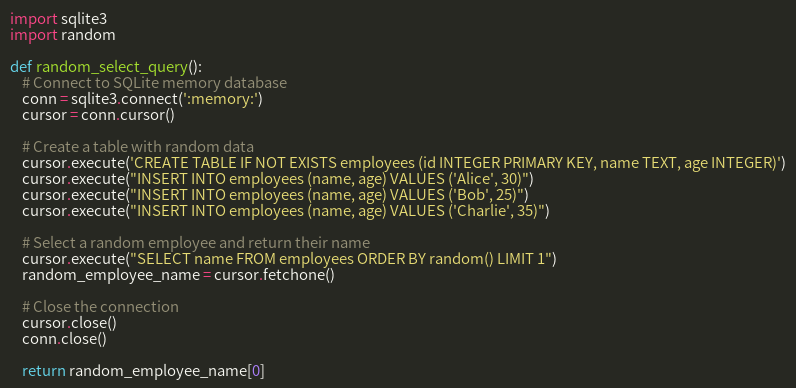 import sqlite3
import random
def random_select_query():
# Connect to SQLite memory database
conn = sqlite3.connect(':memory:')
cursor = conn.cursor()
# Create a table with random data
cursor.execute('CREATE TABLE IF NOT EXISTS employees (id INTEGER PRIMARY KEY, name TEXT, age INTEGER)')
cursor.execute("INSERT INTO employees (name, age) VALUES ('Alice', 30)")
cursor.execute("INSERT INTO employees (name, age) VALUES ('Bob', 25)")
cursor.execute("INSERT INTO employees (name, age) VALUES ('Charlie', 35)")
# Select a random employee and return their name
cursor.execute("SELECT name FROM employees ORDER BY random() LIMIT 1")
random_employee_name = cursor.fetchone()
# Close the connection
cursor.close()
conn.close()
return random_employee_name[0]